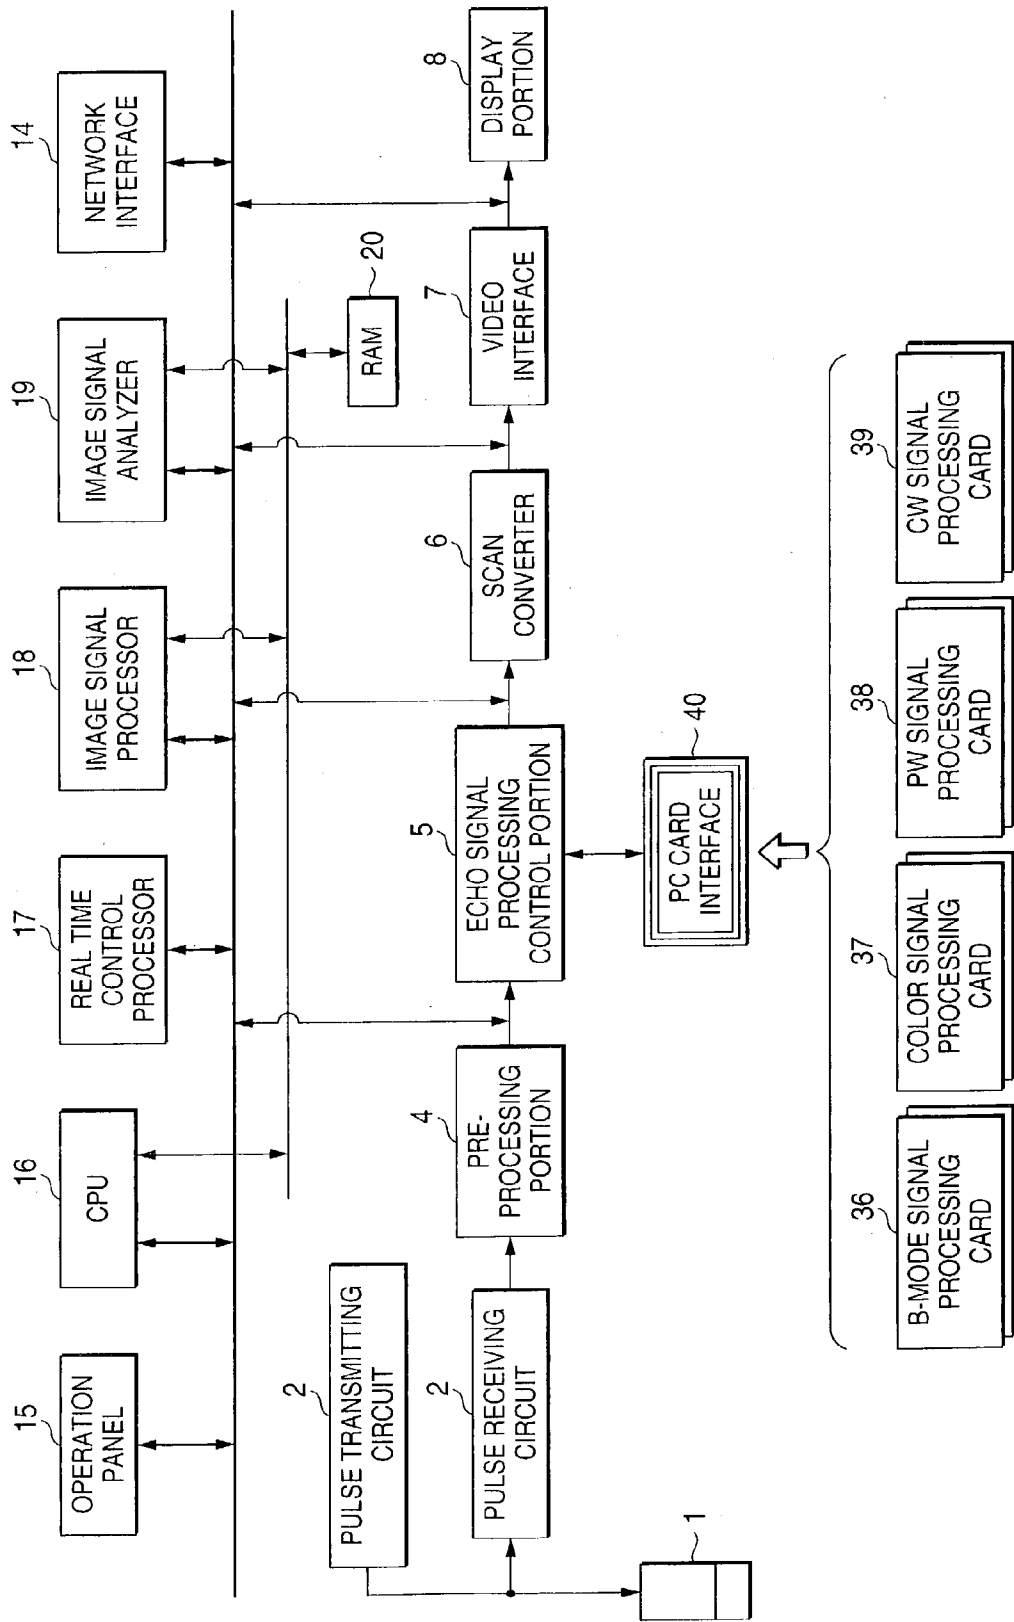 15
OPERATION
PANEL
16
CPU
17
REAL TIME
CONTROL
PROCESSOR
18
IMAGE SIGNAL
PROCESSOR
19
IMAGE SIGNAL
ANALYZER
14
NETWORK
INTERFACE
2
PULSE TRANSMITTING
CIRCUIT
20
RAM
1
2
PULSE RECEIVING
CIRCUIT
4
PRE-
PROCESSING
PORTION
5
ECHO SIGNAL
PROCESSING
CONTROL PORTION
6
SCAN
CONVERTER
7
VIDEO
INTERFACE
8
DISPLAY
PORTION
40
PC CARD
INTERFACE
36
B-MODE SIGNAL
PROCESSING
CARD
37
COLOR SIGNAL
PROCESSING
CARD
38
PW SIGNAL
PROCESSING
CARD
39
CW SIGNAL
PROCESSING
CARD